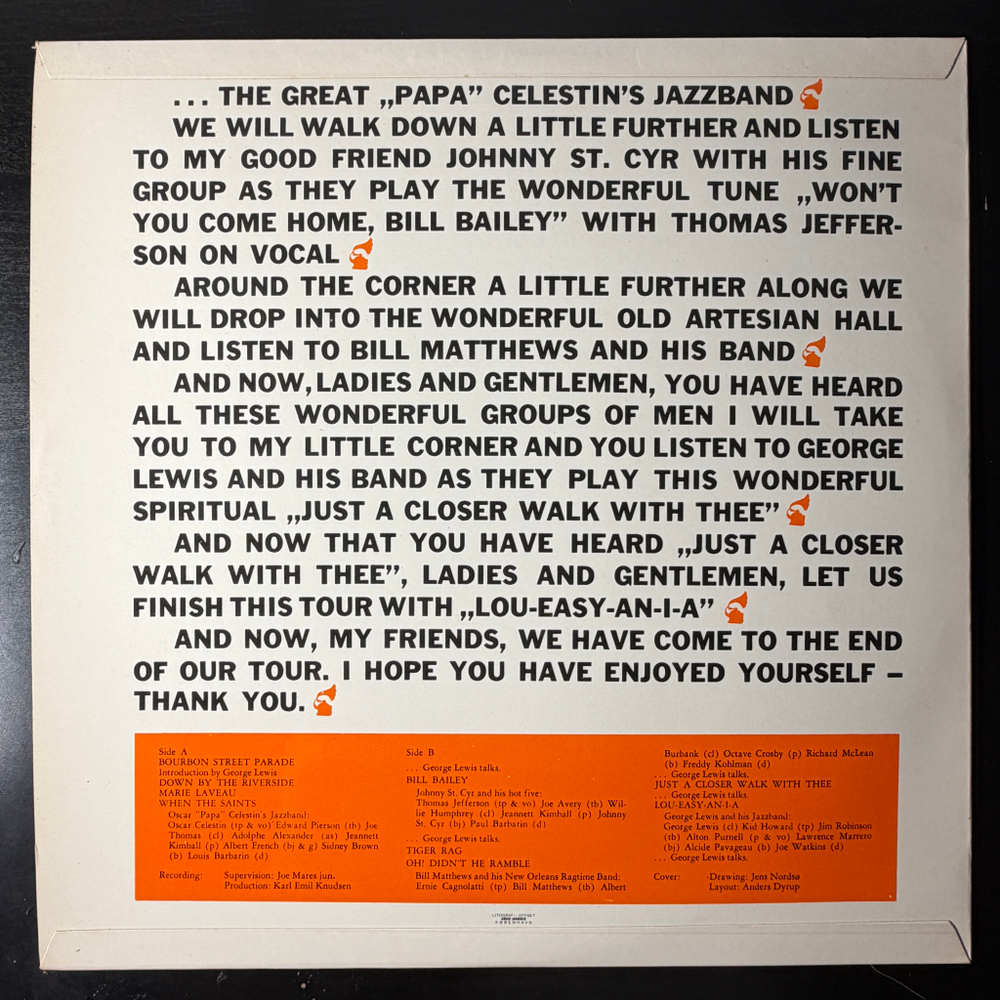 ... THE GREAT „PAPA” CELESTIN'S JAZZBAND
WE WILL WALK DOWN A LITTLE FURTHER AND LISTEN
TO MY GOOD FRIEND JOHNNY ST. CYR WITH HIS FINE
GROUP AS THEY PLAY THE WONDERFUL TUNE „WON'T
YOU COME HOME, BILL BAILEY” WITH THOMAS JEFFER-
SON ON VOCAL
AROUND THE CORNER A LITTLE FURTHER ALONG WE
WILL DROP INTO THE WONDERFUL OLD ARTESIAN HALL
AND LISTEN TO BILL MATTHEWS AND HIS BAND
AND NOW, LADIES AND GENTLEMEN, YOU HAVE HEARD
ALL THESE WONDERFUL GROUPS OF MEN I WILL TAKE
YOU TO MY LITTLE CORNER AND YOU LISTEN TO GEORGE
LEWIS AND HIS BAND AS THEY PLAY THIS WONDERFUL
SPIRITUAL „JUST A CLOSER WALK WITH THEE”
AND NOW THAT YOU HAVE HEARD „JUST A CLOSER
WALK WITH THEE”, LADIES AND GENTLEMEN, LET US
FINISH THIS TOUR WITH „LOU-EASY-AN-I-A”
AND NOW, MY FRIENDS, WE HAVE COME TO THE END
OF OUR TOUR. I HOPE YOU HAVE ENJOYED YOURSELF –
THANK YOU.
Side A
BOURBON STREET PARADE
Introduction by George Lewis
DOWN BY THE RIVERSIDE
MARIE LAVEAU
WHEN THE SAINTS
Oscar "Papa" Celestin's Jazzband:
Oscar Celestin (tp & vo) Edward Pierson (tb) Joe
Thomas (cl) Adolphe Alexander (as) Jeannett
Kimball (p) Albert French (bj & g) Sidney Brown
(b) Louis Barbarin (d)
Recording: Supervision: Joe Mares jun.
Production: Karl Emil Knudsen
Side B
... George Lewis talks.
BILL BAILEY
Johnny St. Cyr and his hot five:
Thomas Jefferson (tp & vo) Joe Avery (tb) Wil-
lie Humphrey (cl) Jeannett Kimball (p) Johnny
St. Cyr (bj) Paul Barbarin (d)
... George Lewis talks.
TIGER RAG
OH! DIDN'T HE RAMBLE
Bill Matthews and his New Orleans Ragtime Band:
Ernie Cagnolatti (tp) Bill Matthews (tb) Albert
Burbank (cl) Octave Crosby (p) Richard McLean
(b) Freddy Kohlman (d)
... George Lewis talks.
JUST A CLOSER WALK WITH THEE
... George Lewis talks.
LOU-EASY-AN-I-A
George Lewis and his Jazzband:
George Lewis (cl) Kid Howard (tp) Jim Robinson
(tb) Alton Purnell (p & vo) Lawrence Marrero
(bj) Alcide Pavageau (b) Joe Watkins (d)
... George Lewis talks.
Cover: Drawing: Jens Nordsø
Layout: Anders Dyrup